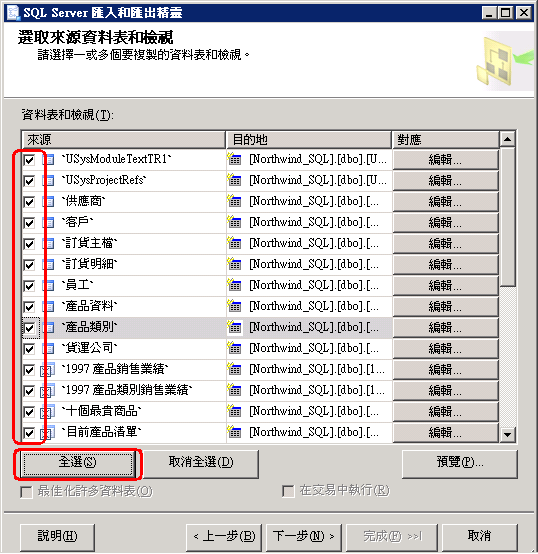 SQL Server 匯入和匯出精靈
選取來源資料表和檢視
請選擇一或多個要複製的資料表和檢視。
資料表和檢視(T):
來源 目的地 對應
`USysModuleTextTR1` [Northwind_SQL].[dbo].[U... 編輯...
`USysProjectRefs` [Northwind_SQL].[dbo].[U... 編輯...
`供應商` [Northwind_SQL].[dbo].[... 編輯...
`客戶` [Northwind_SQL].[dbo].[... 編輯...
`訂貨主檔` [Northwind_SQL].[dbo].[... 編輯...
`訂貨明細` [Northwind_SQL].[dbo].[... 編輯...
`員工` [Northwind_SQL].[dbo].[... 編輯...
`產品資料` [Northwind_SQL].[dbo].[... 編輯...
`產品類別` [Northwind_SQL].[dbo].[... 編輯...
`貨運公司` [Northwind_SQL].[dbo].[... 編輯...
`1997 產品銷售業績` [Northwind_SQL].[dbo].[1... 編輯...
`1997 產品類別銷售業績` [Northwind_SQL].[dbo].[1... 編輯...
`十個最貴商品` [Northwind_SQL].[dbo].[... 編輯...
`目前產品清單` [Northwind_SQL].[dbo].[... 編輯...
全選(S) 取消全選(D) 預覽(P)...
最佳化許多資料表(O) 在交易中執行(R)
說明(H) < 上一步(B) 下一步(N) > 完成(F) >>| 取消